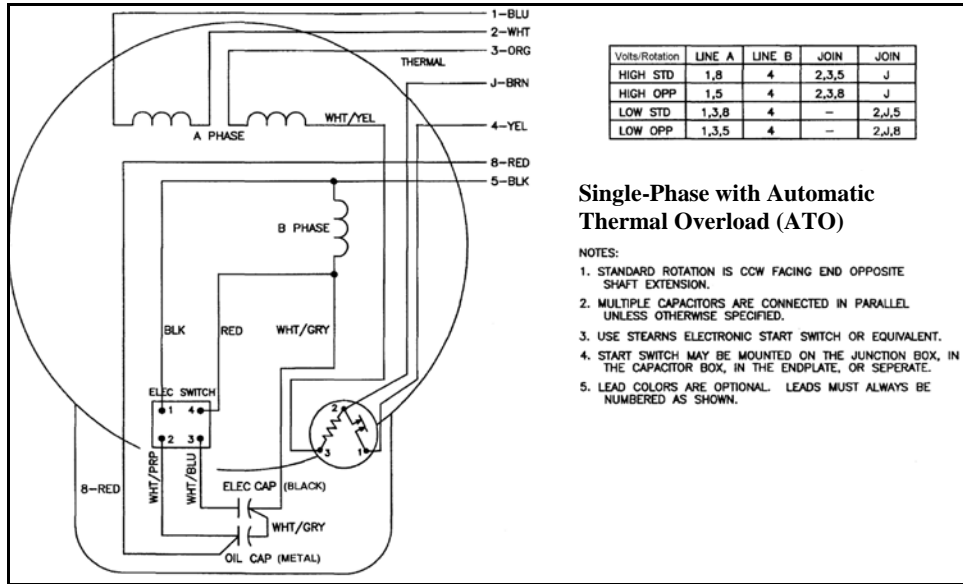 1-BLU
2-WHT
3-ORG
THERMAL
J-BRN
WHT/YEL
4-YEL
A PHASE
8-RED
5-BLK
B PHASE
BLK
RED
WHT/GRY
ELEC SWITCH
1 4
2 3
2
3 1
WHT/PRP
WHT/BLU
8-RED
ELEC CAP (BLACK)
WHT/GRY
OIL CAP (METAL)
Volts/Rotation LINE A LINE B JOIN JOIN
HIGH STD 1,8 4 2,3,5 J
HIGH OPP 1,5 4 2,3,8 J
LOW STD 1,3,8 4 – 2,J,5
LOW OPP 1,3,5 4 – 2,J,8
Single-Phase with Automatic
Thermal Overload (ATO)
NOTES:
1. STANDARD ROTATION IS CCW FACING END OPPOSITE
SHAFT EXTENSION.
2. MULTIPLE CAPACITORS ARE CONNECTED IN PARALLEL
UNLESS OTHERWISE SPECIFIED.
3. USE STEARNS ELECTRONIC START SWITCH OR EQUIVALENT.
4. START SWITCH MAY BE MOUNTED ON THE JUNCTION BOX, IN
THE CAPACITOR BOX, IN THE ENDPLATE, OR SEPERATE.
5. LEAD COLORS ARE OPTIONAL. LEADS MUST ALWAYS BE
NUMBERED AS SHOWN.